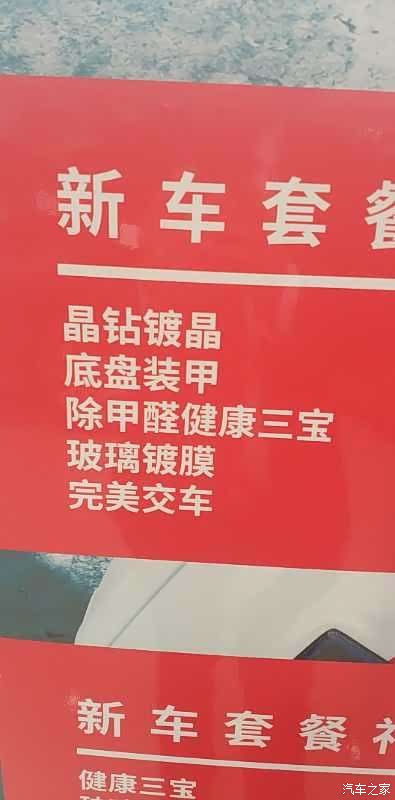 新车套餐
晶钻镀晶
底盘装甲
除甲醛健康三宝
玻璃镀膜
完美交车
新车套餐礼
健康三宝
汽车之家